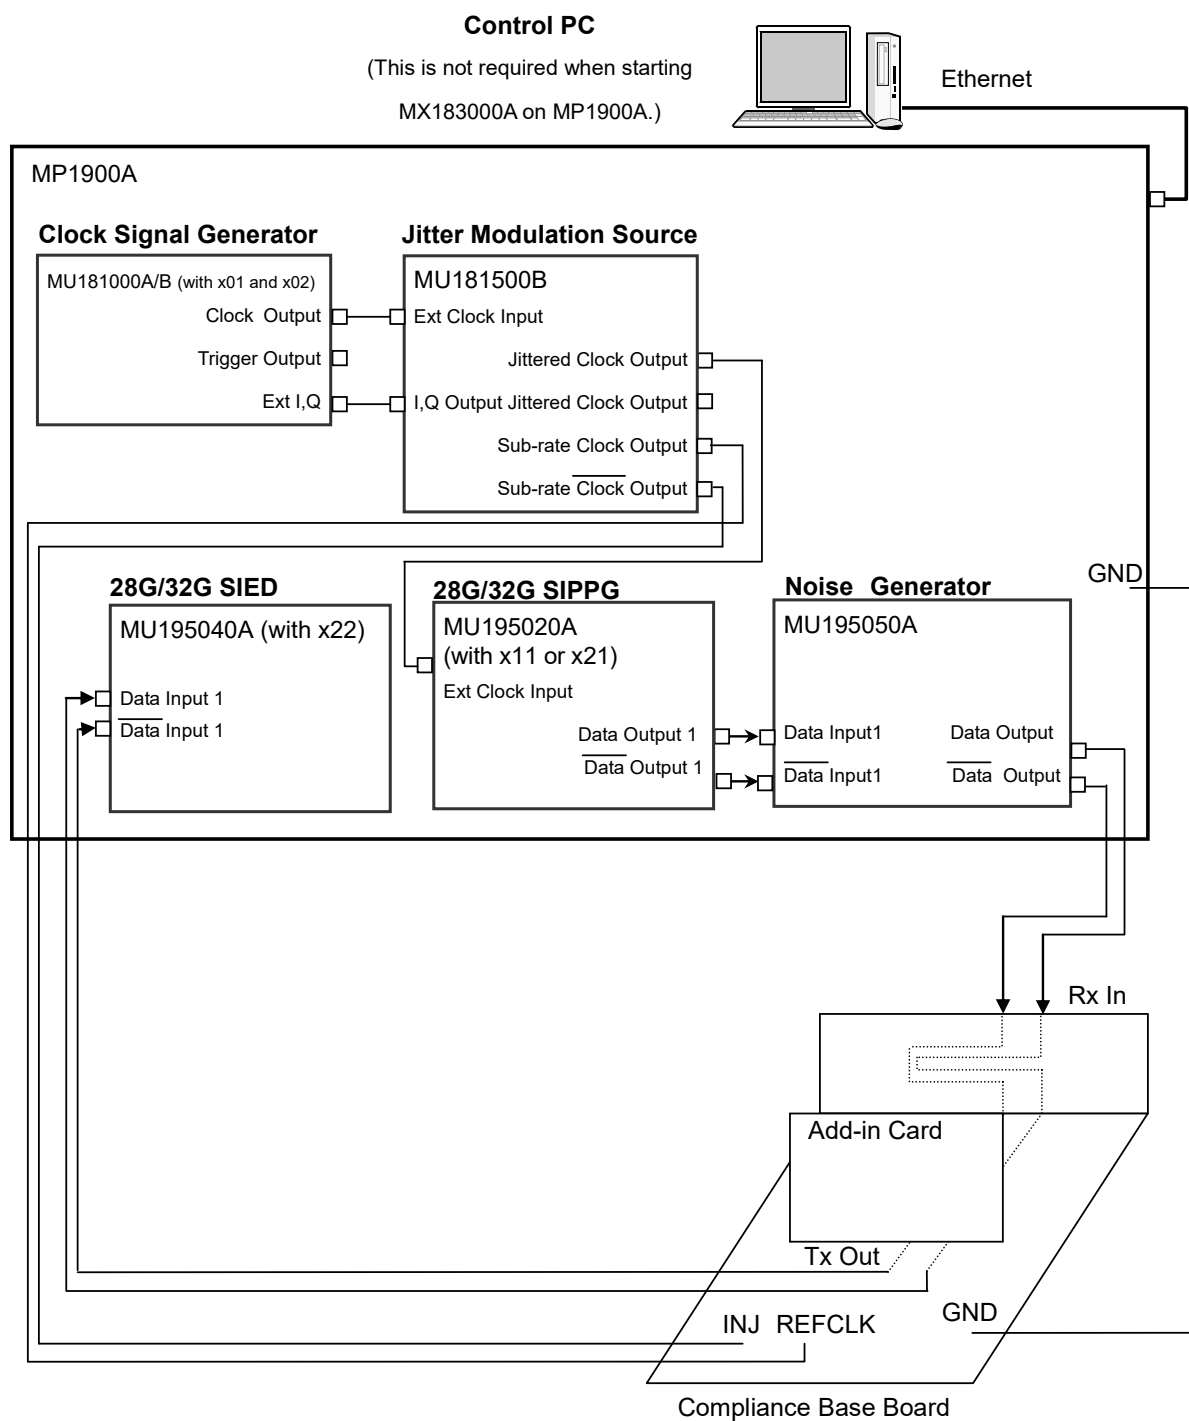 Control PC
(This is not required when starting
MX183000A on MP1900A.)
Ethernet
MP1900A
Clock Signal Generator
MU181000A/B (with x01 and x02)
Clock Output
Trigger Output
Ext I,Q
Jitter Modulation Source
MU181500B
Ext Clock Input
Jittered Clock Output
I,Q Output Jittered Clock Output
Sub-rate Clock Output
Sub-rate Clock Output
GND
28G/32G SIED
MU195040A (with x22)
Data Input 1
Data Input 1
28G/32G SIPPG
MU195020A
(with x11 or x21)
Ext Clock Input
Data Output 1
Data Output 1
Noise Generator
MU195050A
Data Input1
Data Output
Data Input1
Data Output
Rx In
Add-in Card
Tx Out
INJ REFCLK
GND
Compliance Base Board